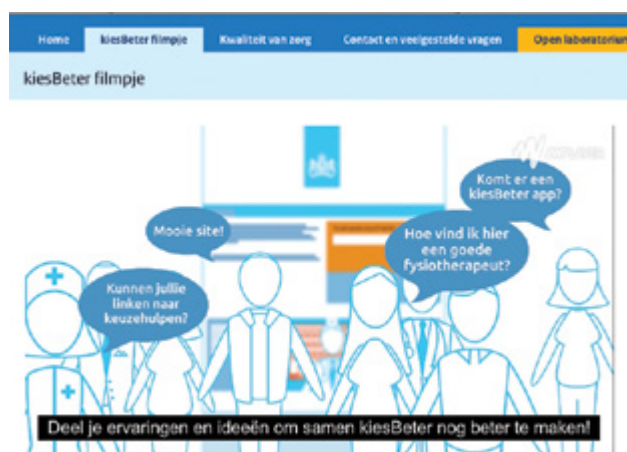 Home kiesBeter filmpje Kwaliteit van zorg Contact en veelgestelde vragen Open laboratorium
kiesBeter filmpje
Komt er een
kiesBeter app?
Mooie site!
Hoe vind ik hier
een goede
fysiotherapeut?
Kunnen jullie
linken naar
keuzehulpen?
Deel je ervaringen en ideeën om samen kiesBeter nog beter te maken!